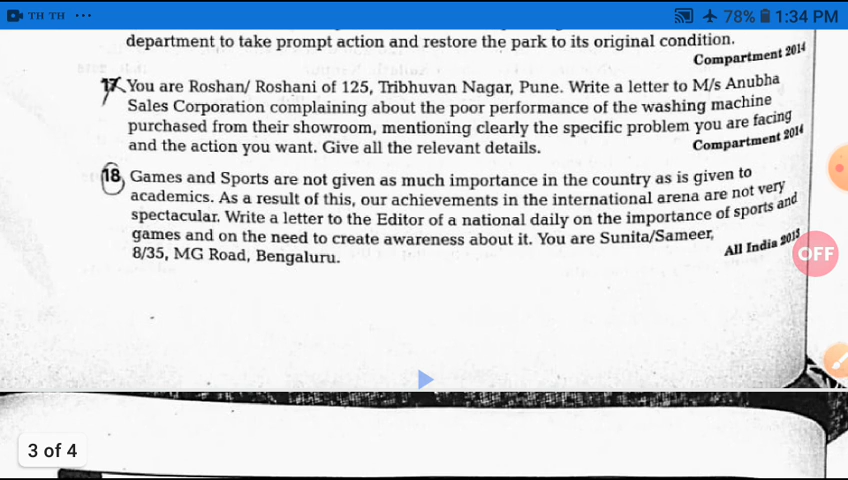 TH TH ... 78% 1:34 PM
department to take prompt action and restore the park to its original condition.
Compartment 2014
17 You are Roshan/ Roshani of 125, Tribhuvan Nagar, Pune. Write a letter to M/s Anubha
Sales Corporation complaining about the poor performance of the washing machine
purchased from their showroom, mentioning clearly the specific problem you are facing
and the action you want. Give all the relevant details.
Compartment 2014
18 Games and Sports are not given as much importance in the country as is given to
academics. As a result of this, our achievements in the international arena are not very
spectacular. Write a letter to the Editor of a national daily on the importance of sports and
games and on the need to create awareness about it. You are Sunita/Sameer,
8/35, MG Road, Bengaluru.
All India 2013
OFF
3 of 4